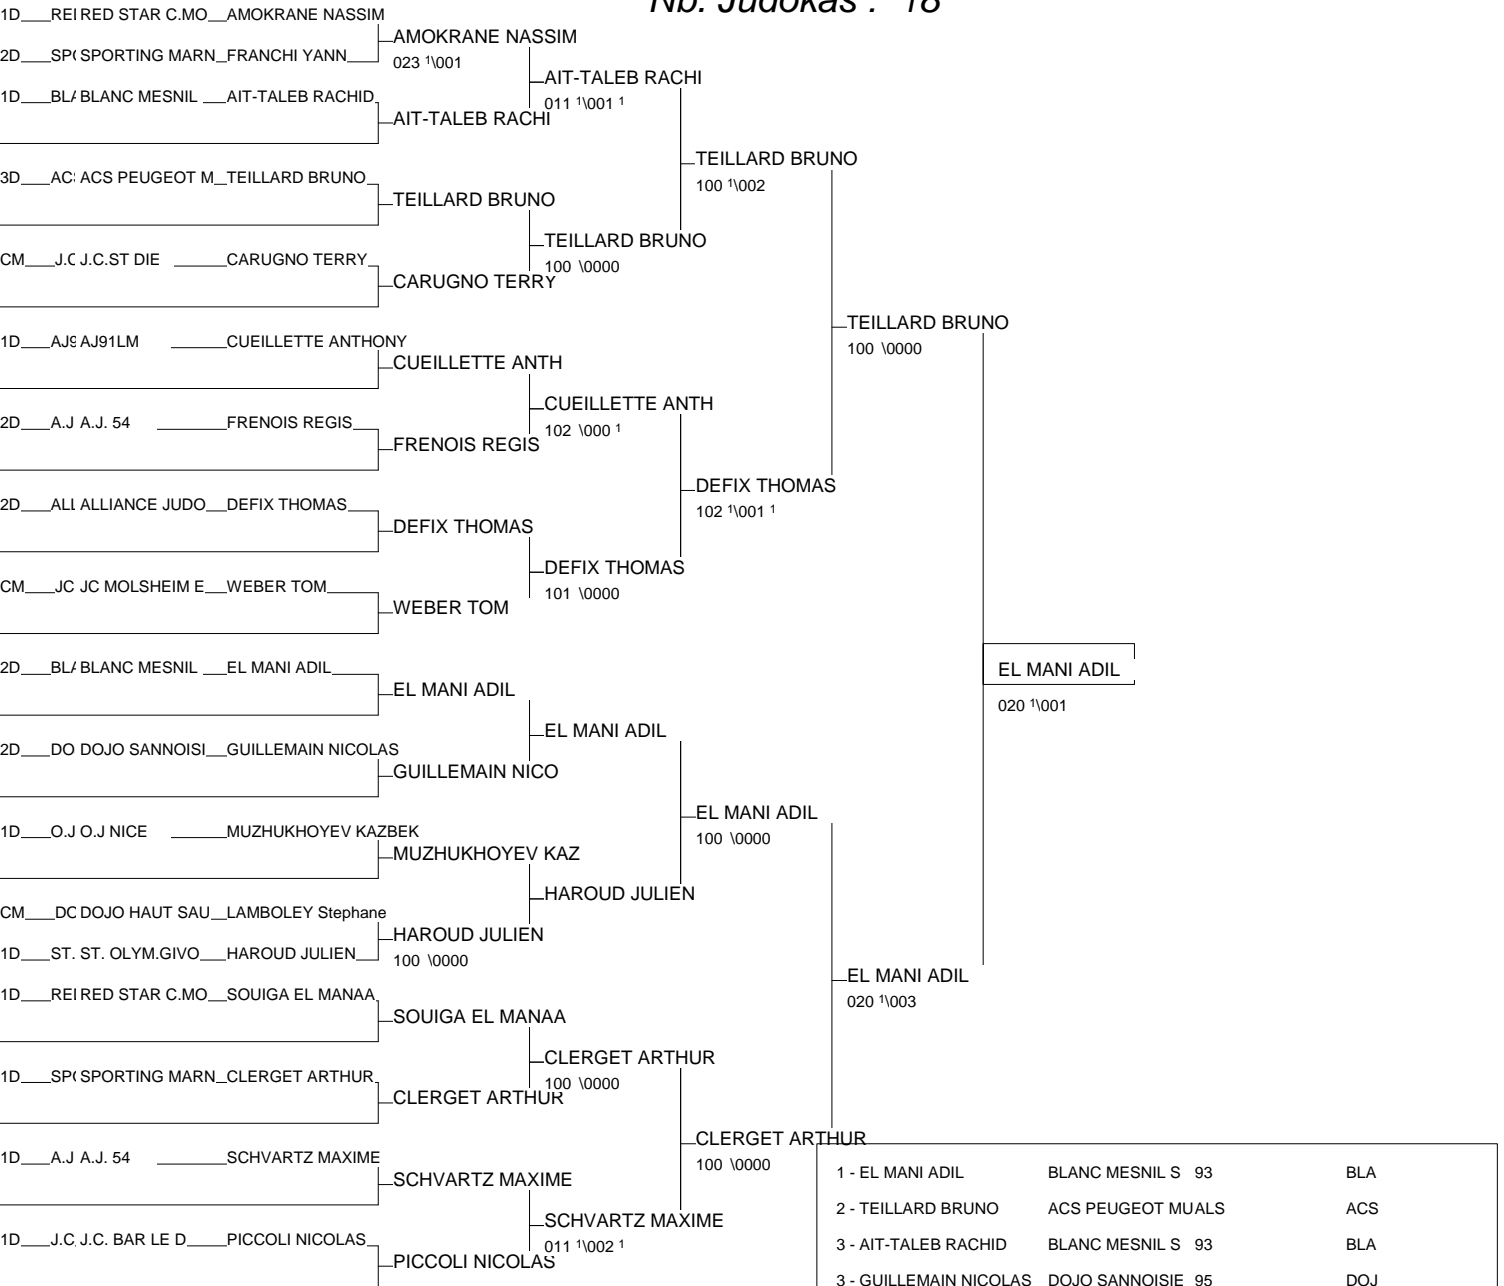 Nb. Judokas : 18
1D REI RED STAR C.MO AMOKRANE NASSIM
AMOKRANE NASSIM
2D SP( SPORTING MARN FRANCHI YANN
023 1\001
AIT-TALEB RACHI
011 1\001 1
1D BLA BLANC MESNIL AIT-TALEB RACHID
AIT-TALEB RACHI
TEILLARD BRUNO
100 1\002
3D AC: ACS PEUGEOT M TEILLARD BRUNO
TEILLARD BRUNO
TEILLARD BRUNO
100 \0000
CM J.C J.C.ST DIE CARUGNO TERRY
CARUGNO TERRY
TEILLARD BRUNO
100 \0000
1D AJ9 AJ91LM CUEILLETTE ANTHONY
CUEILLETTE ANTH
CUEILLETTE ANTH
102 \000 1
2D A.J A.J. 54 FRENOIS REGIS
FRENOIS REGIS
DEFIX THOMAS
102 1\001 1
2D ALL ALLIANCE JUDO DEFIX THOMAS
DEFIX THOMAS
DEFIX THOMAS
101 \0000
CM JC JC MOLSHEIM E WEBER TOM
WEBER TOM
EL MANI ADIL
020 1\001
2D BLA BLANC MESNIL EL MANI ADIL
EL MANI ADIL
EL MANI ADIL
2D DO DOJO SANNOISI GUILLEMAIN NICOLAS
GUILLEMAIN NICO
EL MANI ADIL
100 \0000
1D O.J O.J NICE MUZHUKHOYEV KAZBEK
MUZHUKHOYEV KAZ
HAROUD JULIEN
CM DO DOJO HAUT SAU LAMBOLEY Stephane
HAROUD JULIEN
1D ST. ST. OLYM.GIVO HAROUD JULIEN
100 \0000
EL MANI ADIL
020 1\003
1D REI RED STAR C.MO SOUIGA EL MANAA
SOUIGA EL MANAA
CLERGET ARTHUR
100 \0000
1D SP( SPORTING MARN CLERGET ARTHUR
CLERGET ARTHUR
CLERGET ARTHUR
100 \0000
1D A.J A.J. 54 SCHVARTZ MAXIME
SCHVARTZ MAXIME
SCHVARTZ MAXIME
011 1\002 1
1D J.C J.C. BAR LE D PICCOLI NICOLAS
PICCOLI NICOLAS
1 - EL MANI ADIL BLANC MESNIL S 93 BLA
2 - TEILLARD BRUNO ACS PEUGEOT MUALS ACS
3 - AIT-TALEB RACHID BLANC MESNIL S 93 BLA
3 - GUILLEMAIN NICOLAS DOJO SANNOISIE 95 DOJ